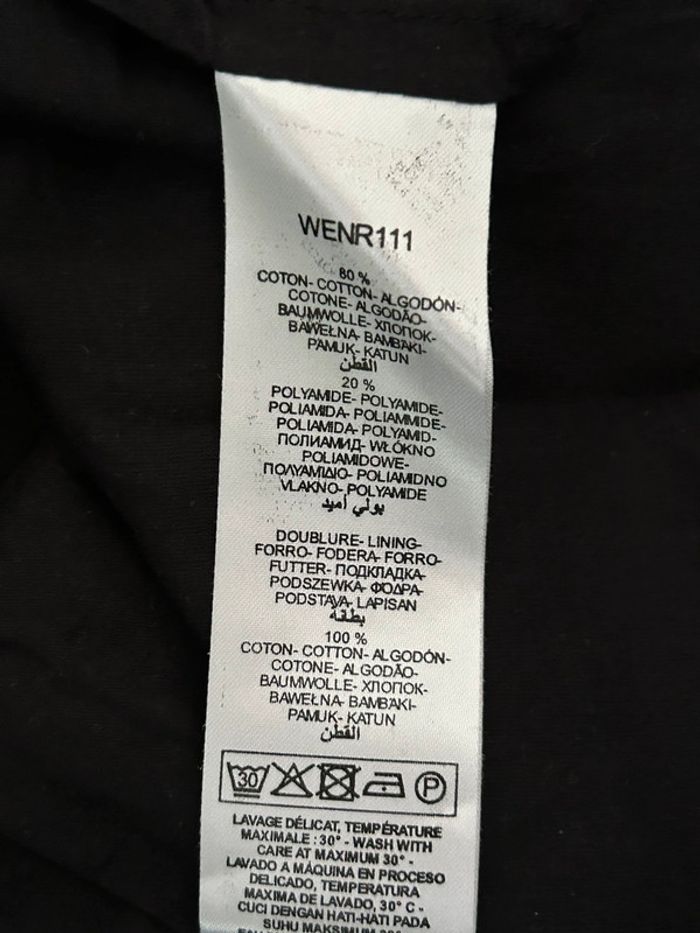 WENR111
80 %
COTON- COTTON- ALGODÓN-
COTONE- ALGODÃO-
BAUMWOLLE- ХЛОПОК-
BAWEŁNA- BAMBAKI-
PAMUK- KATUN
القطن
20 %
POLYAMIDE- POLYAMIDE-
POLIAMIDA- POLIAMMIDE-
POLIAMIDA- POLYAMID-
ПОЛИАМИД- WŁÓKNO
POLIAMIDOWE-
ΠΟΛΥΑΜΙΔΙΟ- POLIAMIDNO
VLAKNO- POLYAMIDE
بولي أميد
DOUBLURE- LINING-
FORRO- FODERA- FORRO-
FUTTER- ПОДКЛАДКА-
PODSZEWKA- ΦΟΔΡΑ-
PODSTAVA- LAPISAN
بطقة
100 %
COTON- COTTON- ALGODÓN-
COTONE- ALGODÃO-
BAUMWOLLE- ХЛОПОК-
BAWEŁNA- BAMBAKI-
PAMUK- KATUN
القطن
30 P
LAVAGE DÉLICAT, TEMPÉRATURE
MAXIMALE : 30° - WASH WITH
CARE AT MAXIMUM 30° -
LAVADO A MÁQUINA EN PROCESO
DELICADO, TEMPERATURA
MAXIMA DE LAVADO, 30° C -
CUCI DENGAN HATI-HATI PADA
SUHU MAKSIMUM